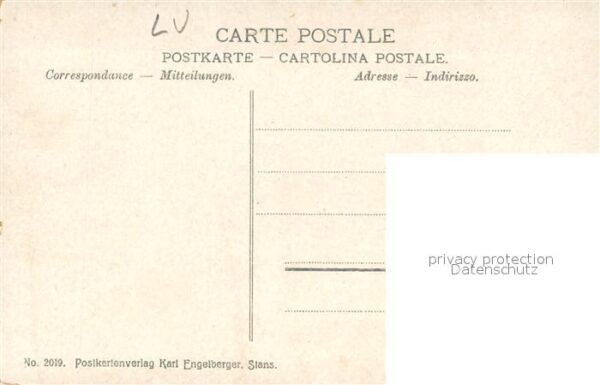 LU
CARTE POSTALE
POSTKARTE — CARTOLINA POSTALE.
Correspondance — Mitteilungen.
Adresse — Indirizzo.
privacy protection
Datenschutz
No. 2019. Postkartenverlag Karl Engelberger, Stans.